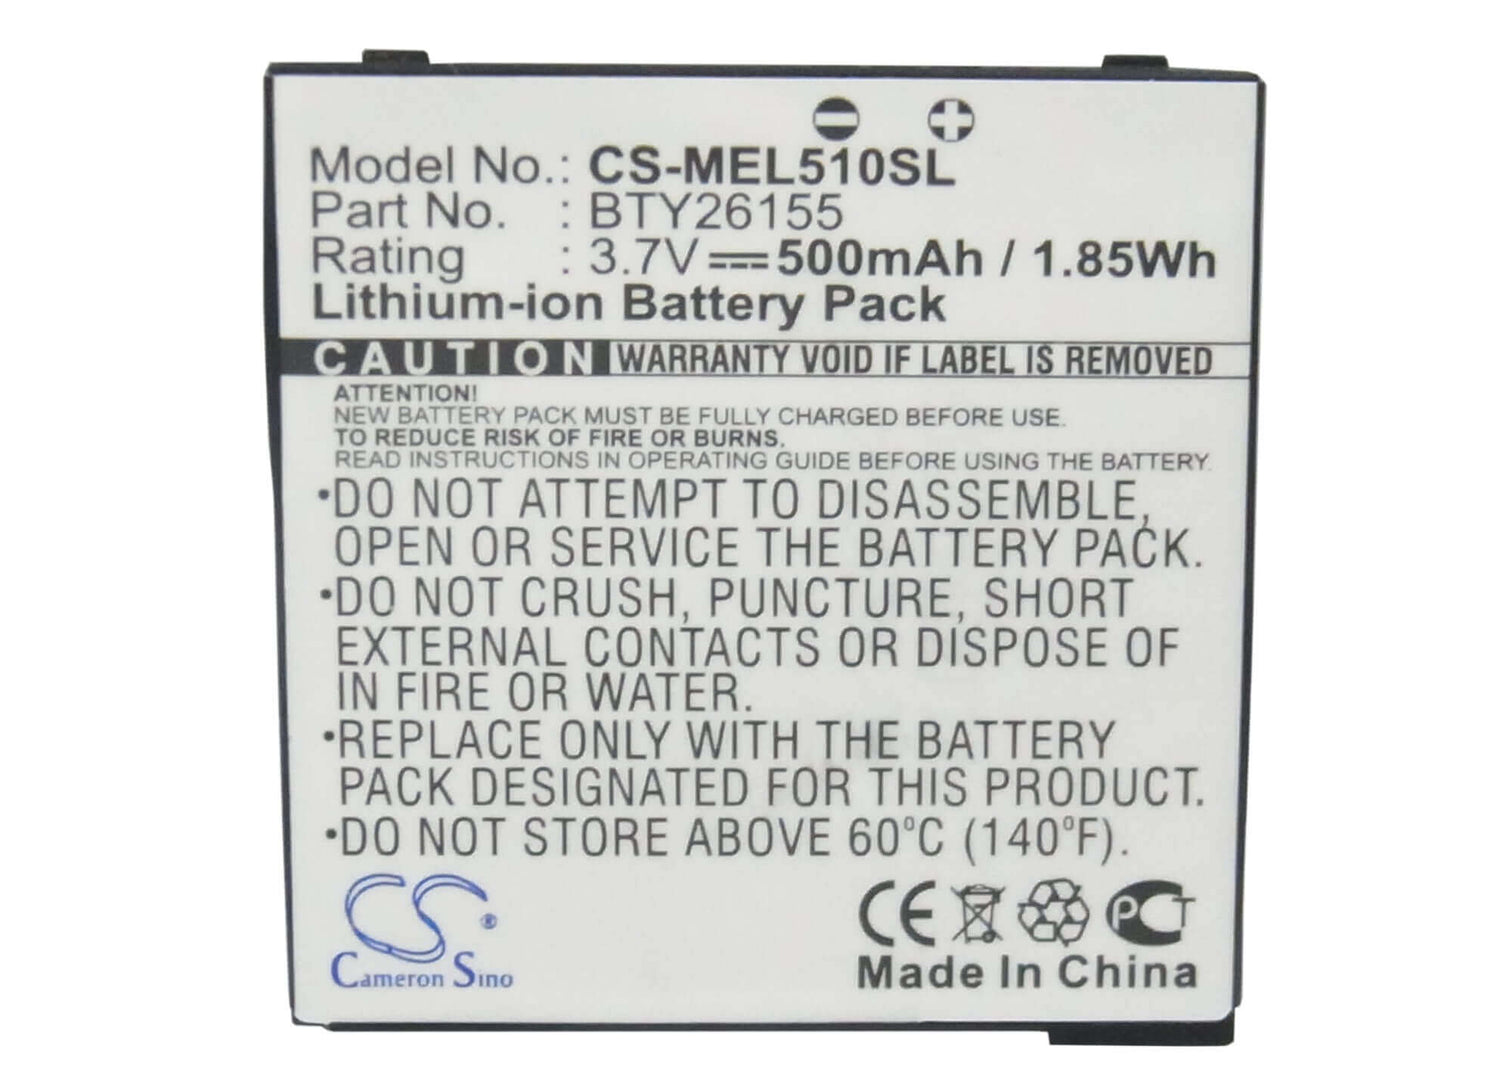 Model No.: CS-MEL510SL
Part No. : BTY26155
Rating : 3.7V 500mAh / 1.85Wh
Lithium-ion Battery Pack
CAUTION WARRANTY VOID IF LABEL IS REMOVED
ATTENTION!
NEW BATTERY PACK MUST BE FULLY CHARGED BEFORE USE.
TO REDUCE RISK OF FIRE OR BURNS.
READ INSTRUCTIONS IN OPERATING GUIDE BEFORE USING THE BATTERY.
•DO NOT ATTEMPT TO DISASSEMBLE,
OPEN OR SERVICE THE BATTERY PACK.
•DO NOT CRUSH, PUNCTURE, SHORT
EXTERNAL CONTACTS OR DISPOSE OF
IN FIRE OR WATER.
•REPLACE ONLY WITH THE BATTERY
PACK DESIGNATED FOR THIS PRODUCT.
•DO NOT STORE ABOVE 60°C (140°F).
CS®
Cameron Sino
CE PCT
Made In China